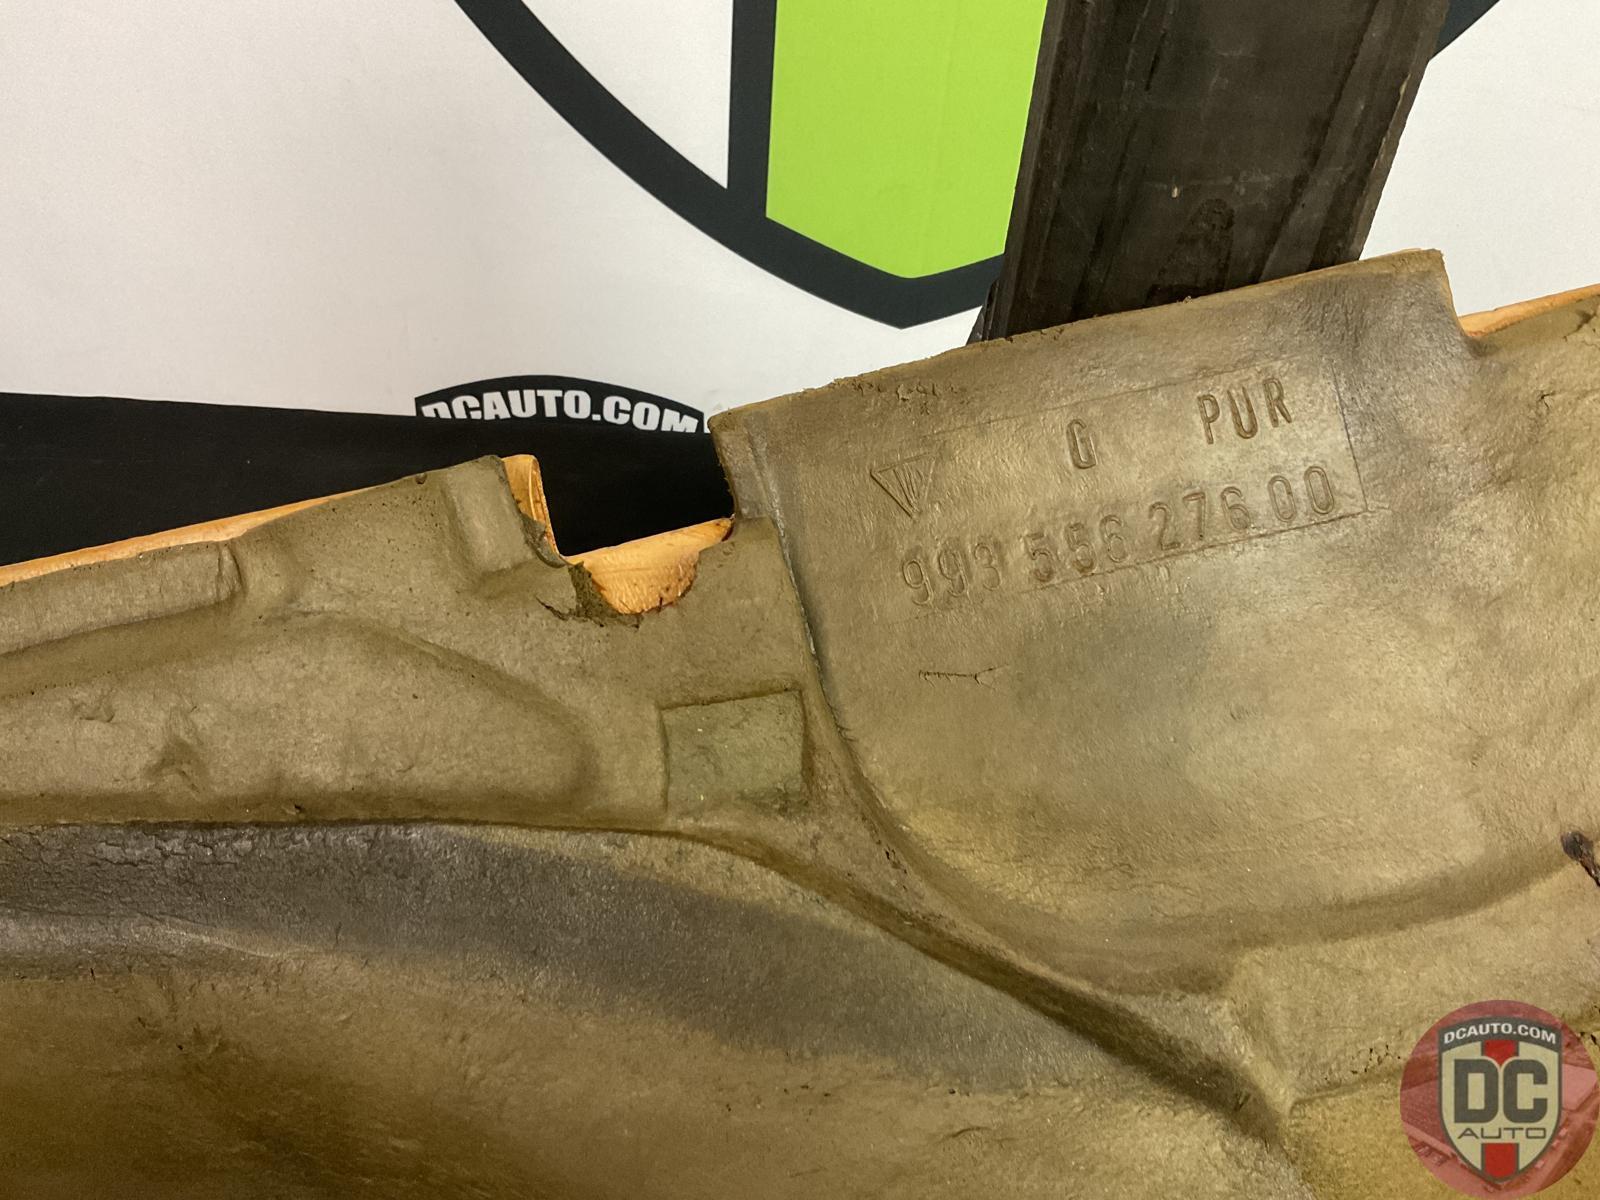 DCAUTO.COM
G PUR
993 556 276 00
DCAUTO.COM
DC
AUTO